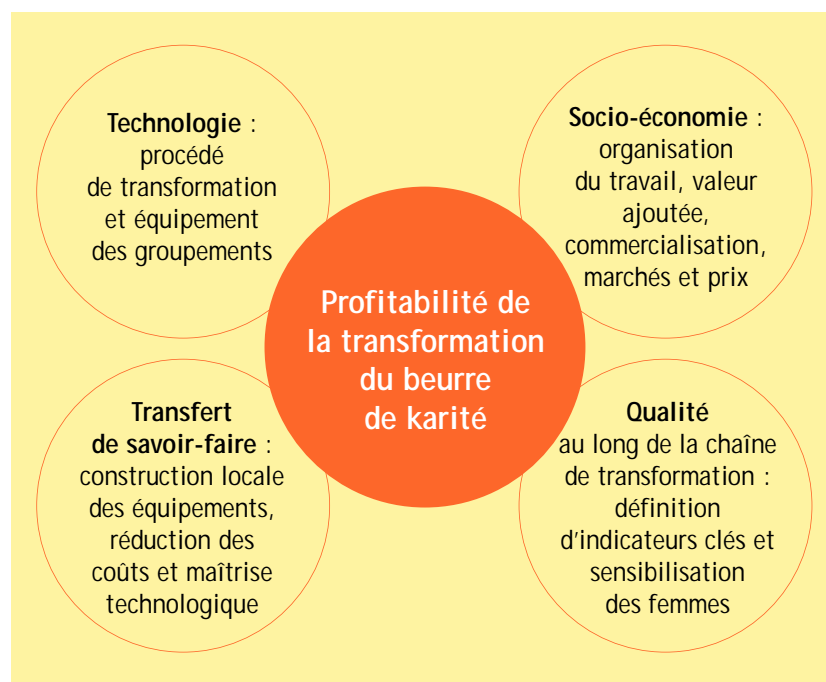 Technologie :
procédé
de transformation
et équipement
des groupements
Socio-économie :
organisation
du travail, valeur
ajoutée,
commercialisation,
marchés et prix
Profitabilité de
la transformation
du beurre
de karité
Transfert
de savoir-faire :
construction locale
des équipements,
réduction des
coûts et maîtrise
technologique
Qualité
au long de la chaîne
de transformation :
définition
d'indicateurs clés et
sensibilisation
des femmes